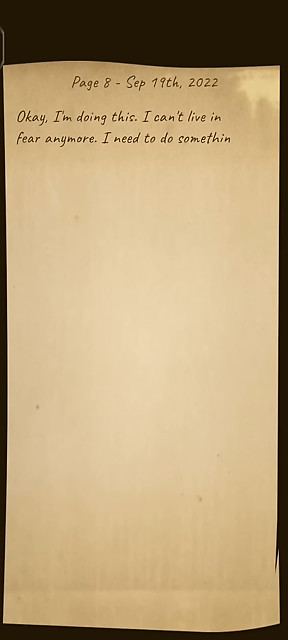 Page 8 - Sep 19th, 2022
Okay, I'm doing this. I can't live in
fear anymore. I need to do somethin